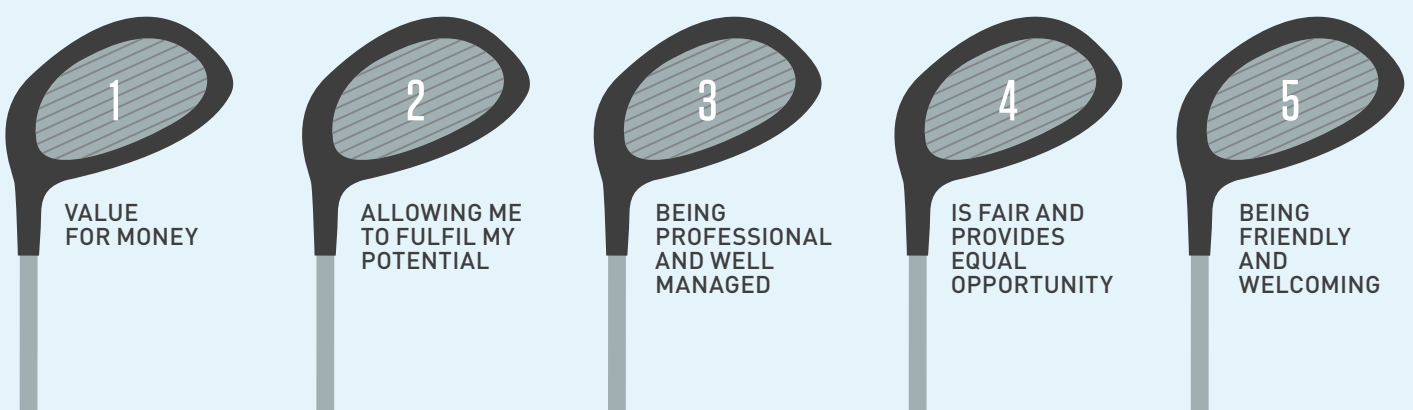 1
VALUE
FOR MONEY
2
ALLOWING ME
TO FULFIL MY
POTENTIAL
3
BEING
PROFESSIONAL
AND WELL
MANAGED
4
IS FAIR AND
PROVIDES
EQUAL
OPPORTUNITY
5
BEING
FRIENDLY
AND
WELCOMING